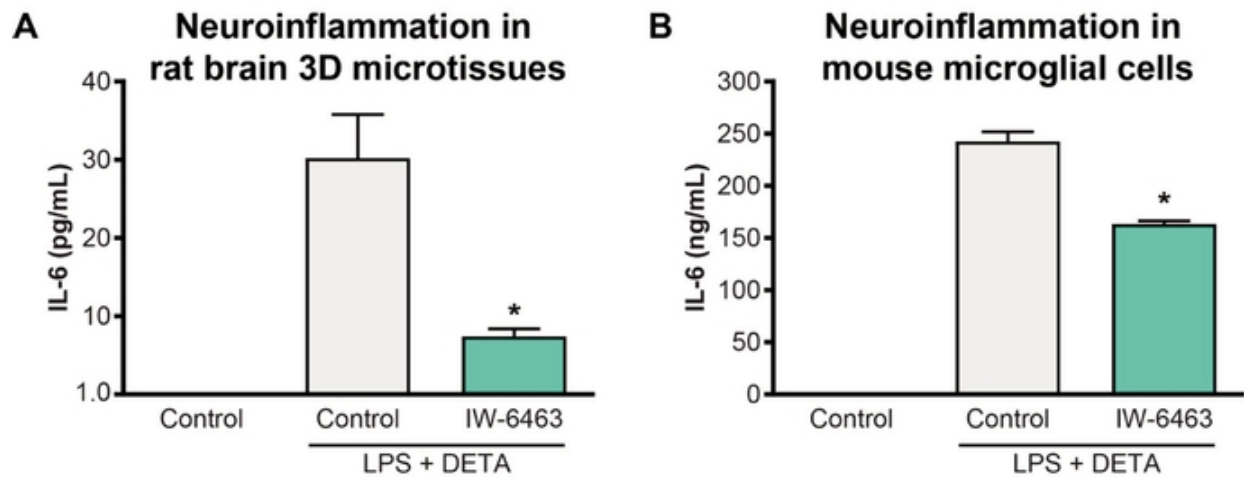 A
Neuroinflammation in
rat brain 3D microtissues
40
30
20
10
1.0
IL-6 (pg/mL)
*
Control
Control
IW-6463
LPS + DETA
B
Neuroinflammation in
mouse microglial cells
300
250
200
150
100
50
0
IL-6 (ng/mL)
*
Control
Control
IW-6463
LPS + DETA